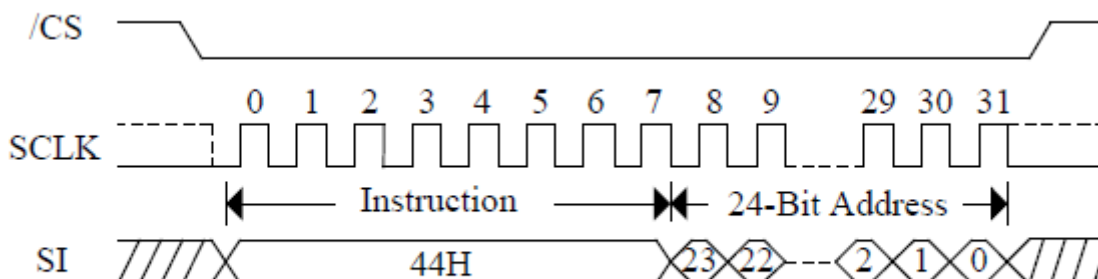 /CS
0 1 2 3 4 5 6 7 8 9 29 30 31
SCLK
Instruction 24-Bit Address
SI 44H 23 22 2 1 0